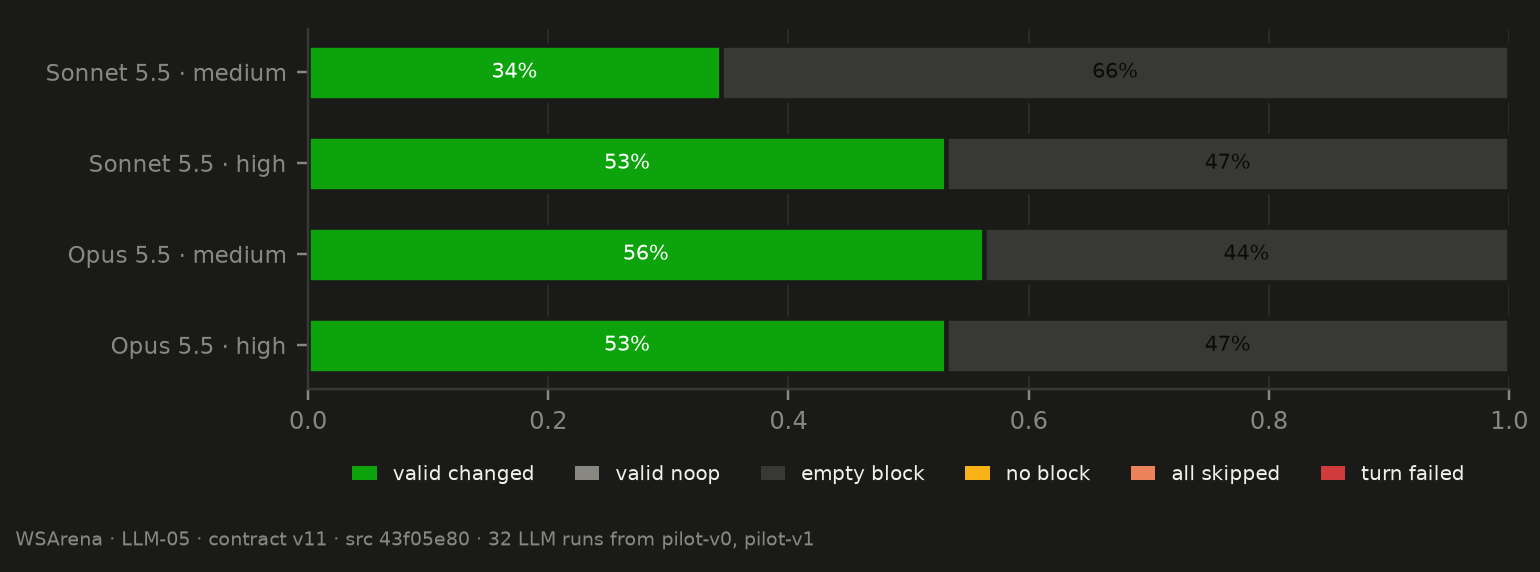 Sonnet 5.5 · medium 34% 66%
Sonnet 5.5 · high 53% 47%
Opus 5.5 · medium 56% 44%
Opus 5.5 · high 53% 47%
0.0 0.2 0.4 0.6 0.8 1.0
valid changed valid noop empty block no block all skipped turn failed
WSArena · LLM-05 · contract v11 · src 43f05e80 · 32 LLM runs from pilot-v0, pilot-v1